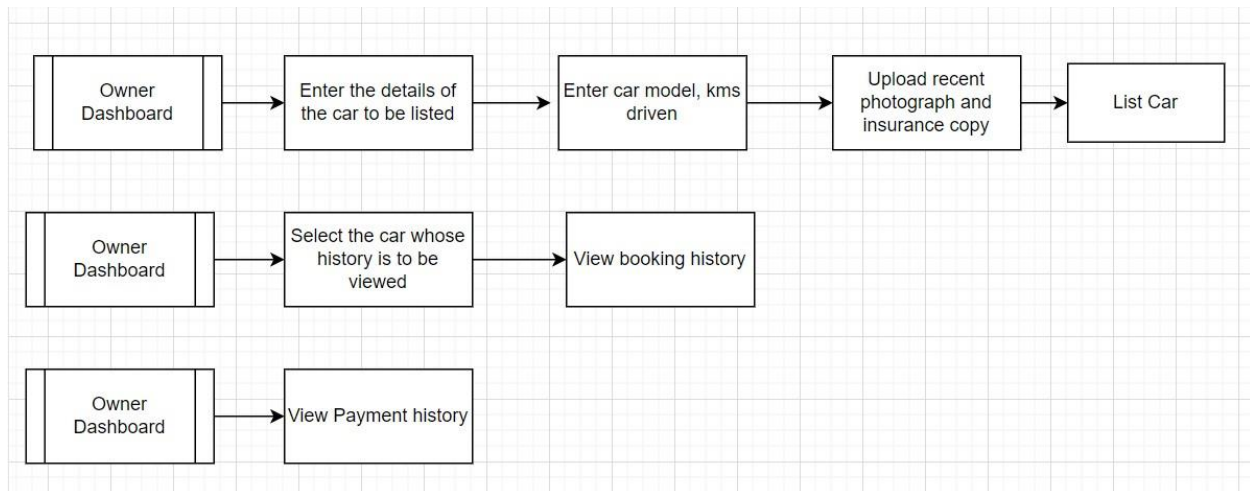 Owner
Dashboard
Enter the details of
the car to be listed
Enter car model, kms
driven
Upload recent
photograph and
insurance copy
List Car
Owner
Dashboard
Select the car whose
history is to be
viewed
View booking history
Owner
Dashboard
View Payment history